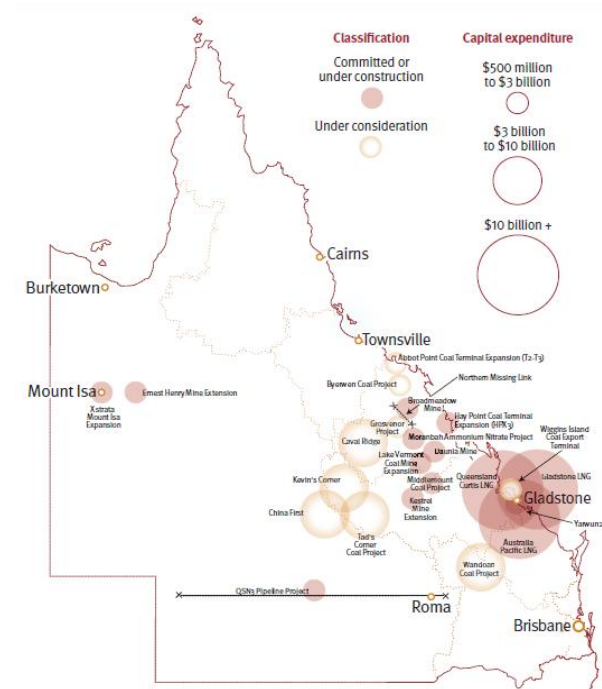 Classification
Committed or
under construction
Under consideration
Capital expenditure
$500 million
to $3 billion
$3 billion
to $10 billion
$10 billion +
Cairns
Burketown
Townsville
Abbot Point Coal Terminal Expansion (T2-T3)
Byerwen Coal Project
Northern Missing Link
Mount Isa
Ernest Henry Mine Extension
Xstrata
Mount Isa
Expansion
Broadmeadow
Mine
Grosvenor
Project
Hay Point Coal Terminal
Expansion (HPX3)
Moranbah Ammonium Nitrate Project
Wiggins Island
Coal Export
Terminal
Caval Ridge
Daunia Mine
Lake Vermont
Coal Mine
Expansion
Kevin's Corner
Middlemount
Coal Project
Queensland
Curtis LNG
Gladstone LNG
Gladstone
China First
Kestrel
Mine
Extension
Yarwun2
Tad's
Corner
Coal Project
Australia
Pacific LNG
Wandoan
Coal Project
QSN3 Pipeline Project
Roma
Brisbane